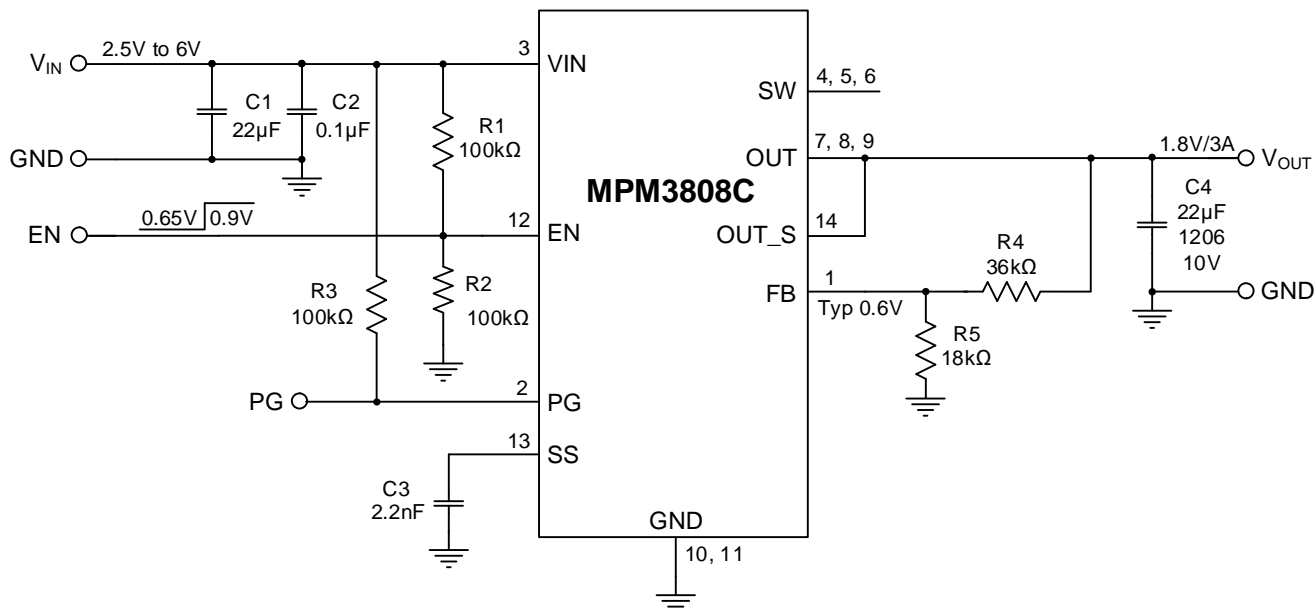 2.5V to 6V
V_IN
3
VIN
C1
22µF
C2
0.1µF
R1
100kΩ
GND
EN
0.65V 0.9V
12
EN
R3
100kΩ
R2
100kΩ
PG
2
PG
13
SS
C3
2.2nF
MPM3808C
GND
10, 11
SW
4, 5, 6
OUT
7, 8, 9
OUT_S
14
FB
1
Typ 0.6V
R4
36kΩ
R5
18kΩ
1.8V/3A
V_OUT
C4
22µF
1206
10V
GND